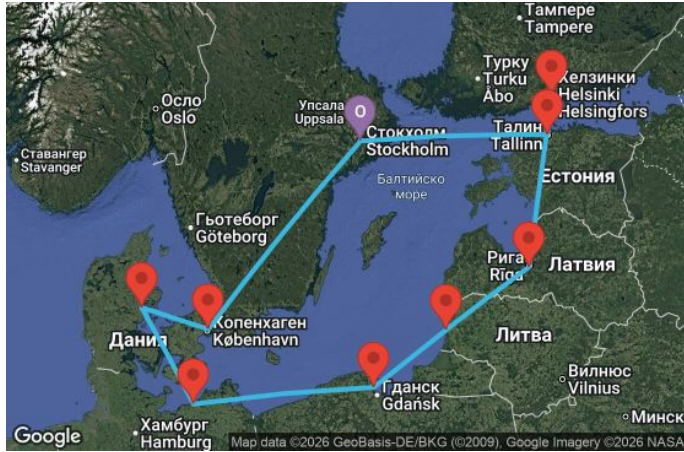 Тампере
Tampere
Турку
Turku
Åbo
Хелзинки
Helsinki
Helsingfors
Осло
Oslo
Упсала
Uppsala
O
Стокхолм
Stockholm
Талин
Tallinn
Ставангер
Stavanger
Балтийско
море
Естония
Гьотеборг
Göteborg
Рига
Rīga
Латвия
Дания
Копенхаген
København
Литва
Вилнюс
Vilnius
Гданск
Gdańsk
Минск
Хамбург
Hamburg
Google
Map data ©2026 GeoBasis-DE/BKG (©2009), Google Imagery ©2026 NASA